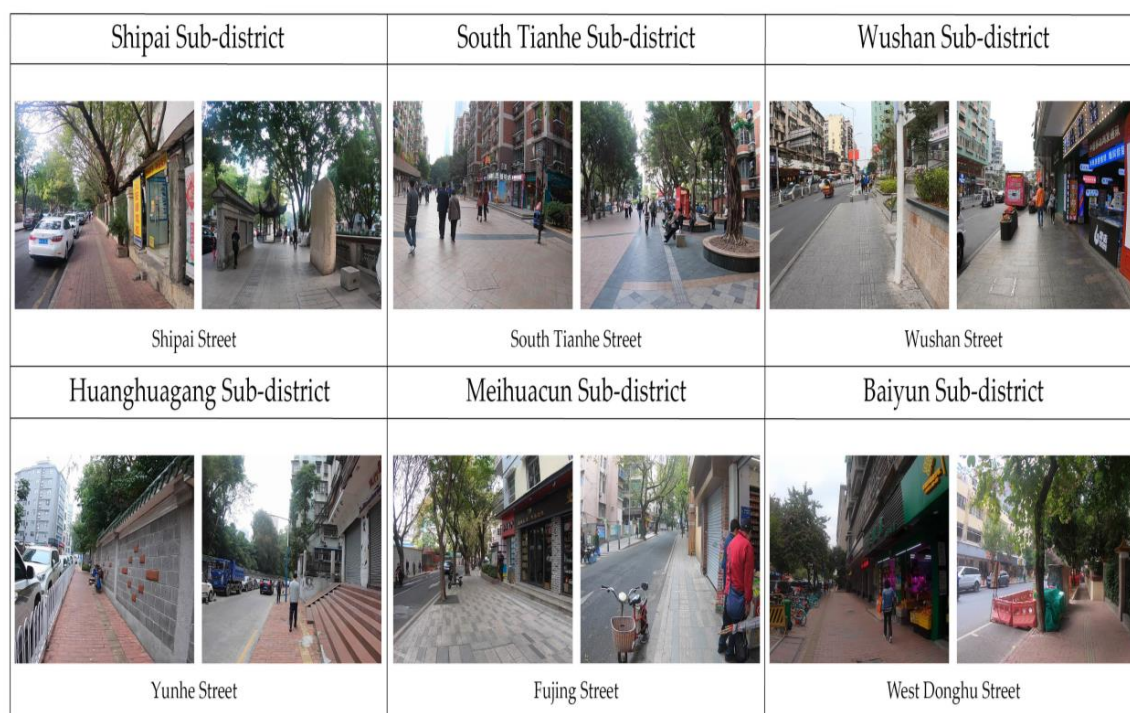 Shipai Sub-district
South Tianhe Sub-district
Wushan Sub-district
Shipai Street
South Tianhe Street
Wushan Street
Huanghuagang Sub-district
Meihuacun Sub-district
Baiyun Sub-district
Yunhe Street
Fujing Street
West Donghu Street